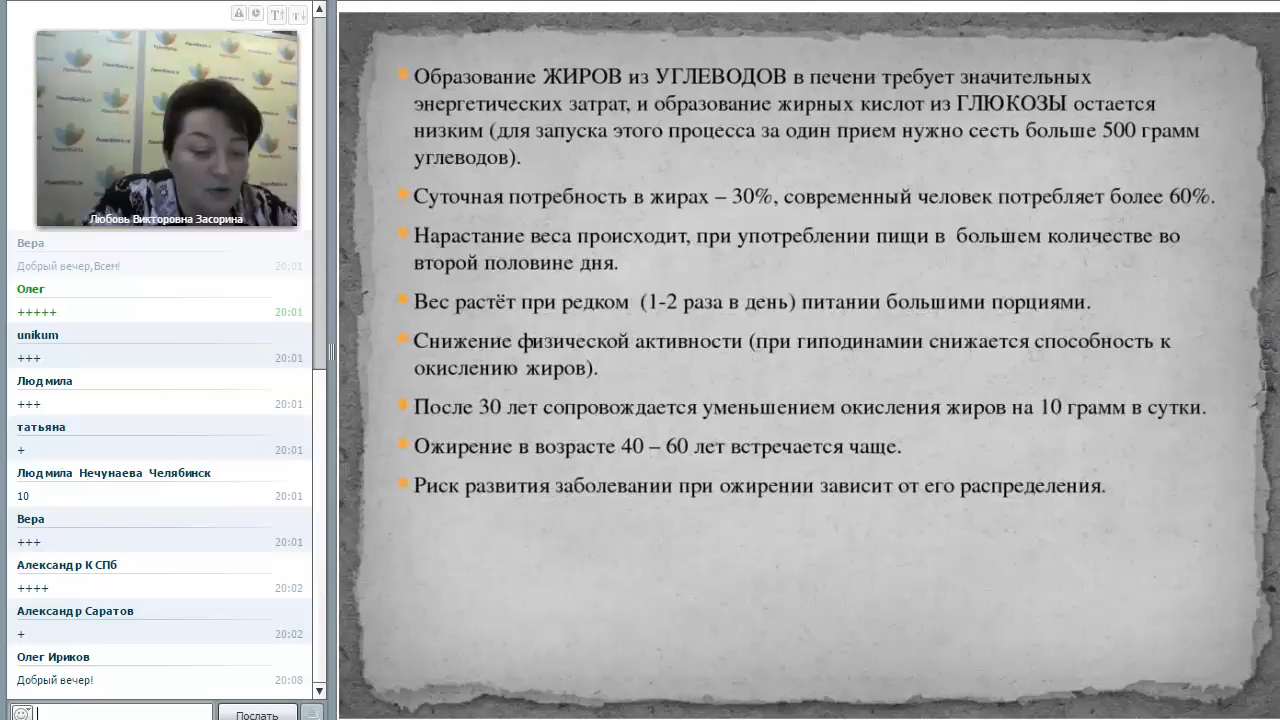 Любовь Викторовна Засорина
Вера
Добрый вечер,Всем! 20:01
Олег
+++++ 20:01
unikum
+++ 20:01
Людмила
+++ 20:01
татьяна
+ 20:01
Людмила Нечунаева Челябинск
10 20:01
Вера
+++ 20:01
Александр К СПб
++++ 20:02
Александр Саратов
+ 20:02
Олег Ириков
Добрый вечер! 20:08
Послать
Образование ЖИРОВ из УГЛЕВОДОВ в печени требует значительных
энергетических затрат, и образование жирных кислот из ГЛЮКОЗЫ остается
низким (для запуска этого процесса за один прием нужно сесть больше 500 грамм
углеводов).
Суточная потребность в жирах – 30%, современный человек потребляет более 60%.
Нарастание веса происходит, при употреблении пищи в большем количестве во
второй половине дня.
Вес растёт при редком (1-2 раза в день) питании большими порциями.
Снижение физической активности (при гиподинамии снижается способность к
окислению жиров).
После 30 лет сопровождается уменьшением окисления жиров на 10 грамм в сутки.
Ожирение в возрасте 40 – 60 лет встречается чаще.
Риск развития заболевании при ожирении зависит от его распределения.